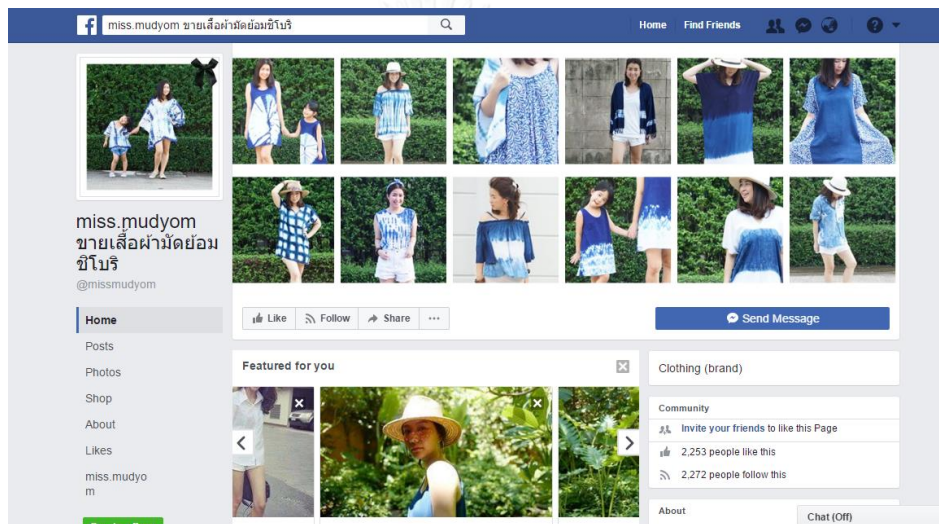 miss.mudyom ขายเสื้อผ้ามัดย้อมชิโบริ
Home Find Friends
miss.mudyom
ขายเสื้อผ้ามัดย้อม
ชิโบริ
@missmudyom
Home
Posts
Photos
Shop
About
Likes
miss.mudyo
m
Like Follow Share ...
Send Message
Featured for you
Clothing (brand)
Community
Invite your friends to like this Page
2,253 people like this
2,272 people follow this
About
Chat (Off)